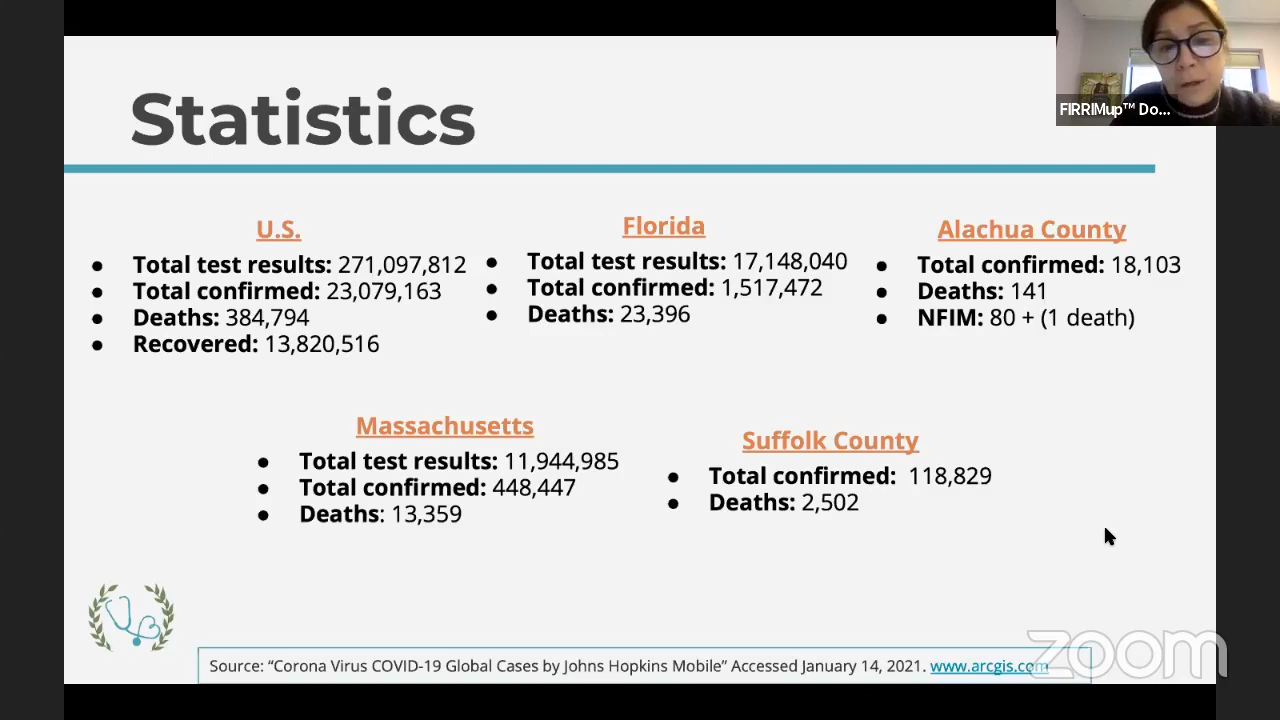 Statistics
FIRRIMup™ Do...
U.S.
Total test results: 271,097,812
Total confirmed: 23,079,163
Deaths: 384,794
Recovered: 13,820,516
Florida
Total test results: 17,148,040
Total confirmed: 1,517,472
Deaths: 23,396
Alachua County
Total confirmed: 18,103
Deaths: 141
NFIM: 80 + (1 death)
Massachusetts
Total test results: 11,944,985
Total confirmed: 448,447
Deaths: 13,359
Suffolk County
Total confirmed: 118,829
Deaths: 2,502
Source: “Corona Virus COVID-19 Global Cases by Johns Hopkins Mobile” Accessed January 14, 2021. www.arcgis.com
zoom